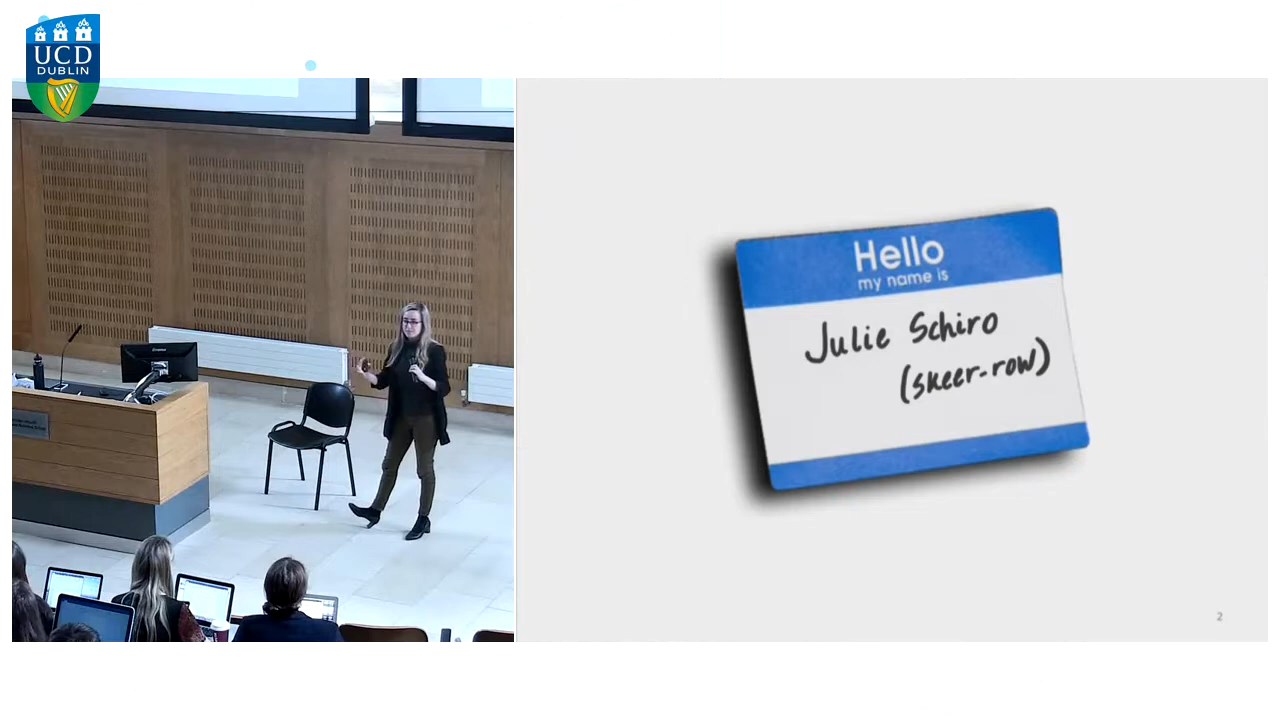 UCD
DUBLIN
Hello
my name is
Julie Schiro
(skeer-row)
2